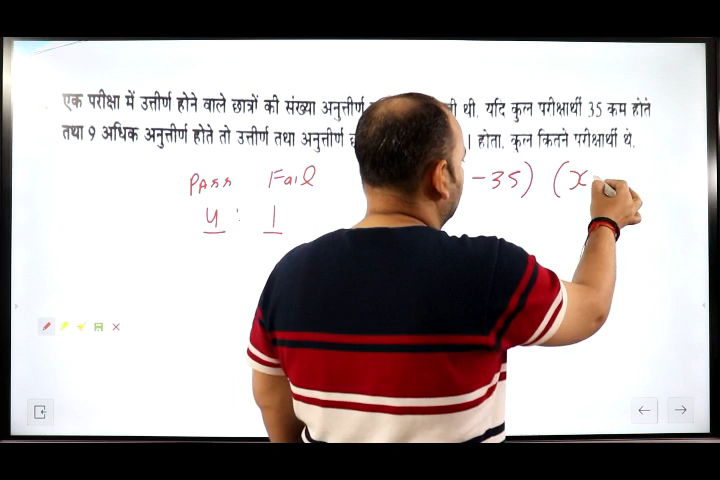 एक परीक्षा में उत्तीर्ण होने वाले छात्रों की संख्या अनुत्तीर्ण थी. यदि कुल परीक्षार्थी 35 कम होते
तथा 9 अधिक अनुत्तीर्ण होते तो उत्तीर्ण तथा अनुत्तीर्ण 1 होता. कुल कितने परीक्षार्थी थे.
Pass Fail -35) (x
4 : 1